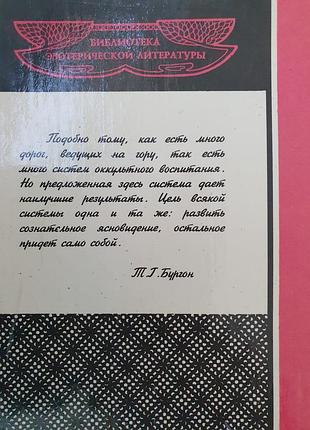 БИБЛИОТЕКА
ЭЗОТЕРИЧЕСКОЙ ЛИТЕРАТУРЫ
Подобно тому, как есть много
дорог, ведущих на гору, так есть
много систем оккультного воспитания.
Но предложенная здесь система дает
наилучшие результаты. Цель всякой
системы одна и та же: развить
сознательное ясновидение, остальное
придет само собой.
Т.Г.Бургон